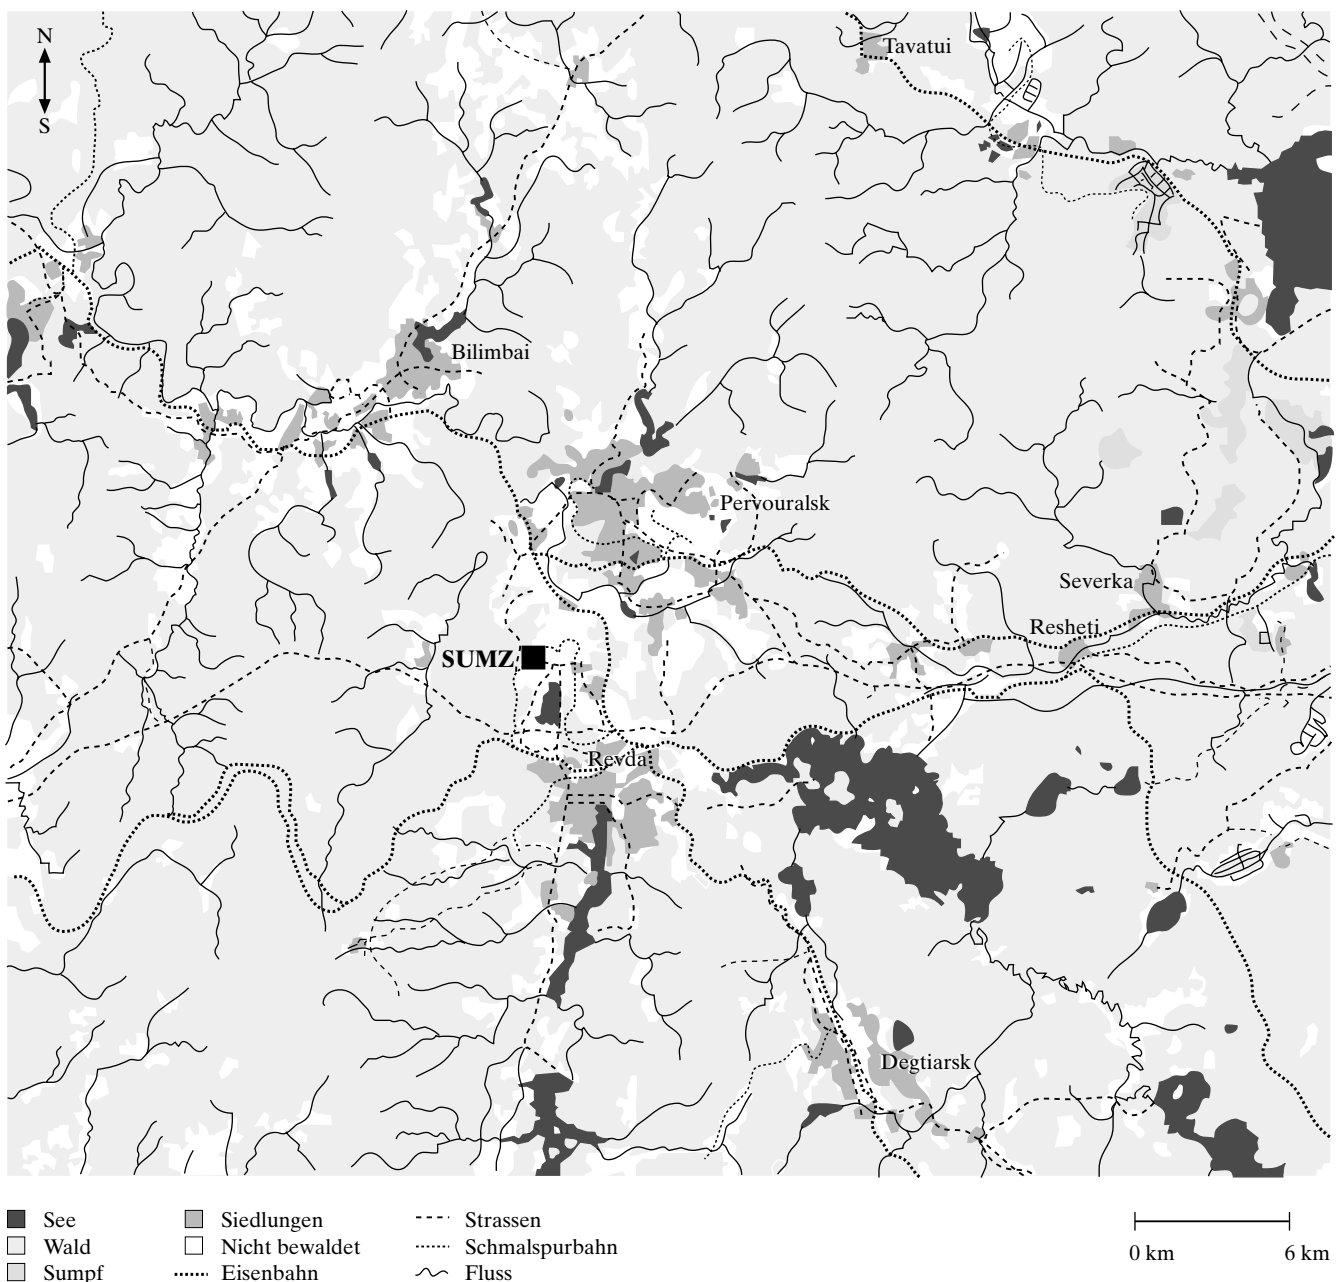 N
S
Tavatui
Bilimbai
Pervouralsk
Severka
Resheti
SUMZ
Revda
Degtiarsk
See
Wald
Sumpf
Siedlungen
Nicht bewaldet
Eisenbahn
Strassen
Schmalspurbahn
Fluss
0 km 6 km